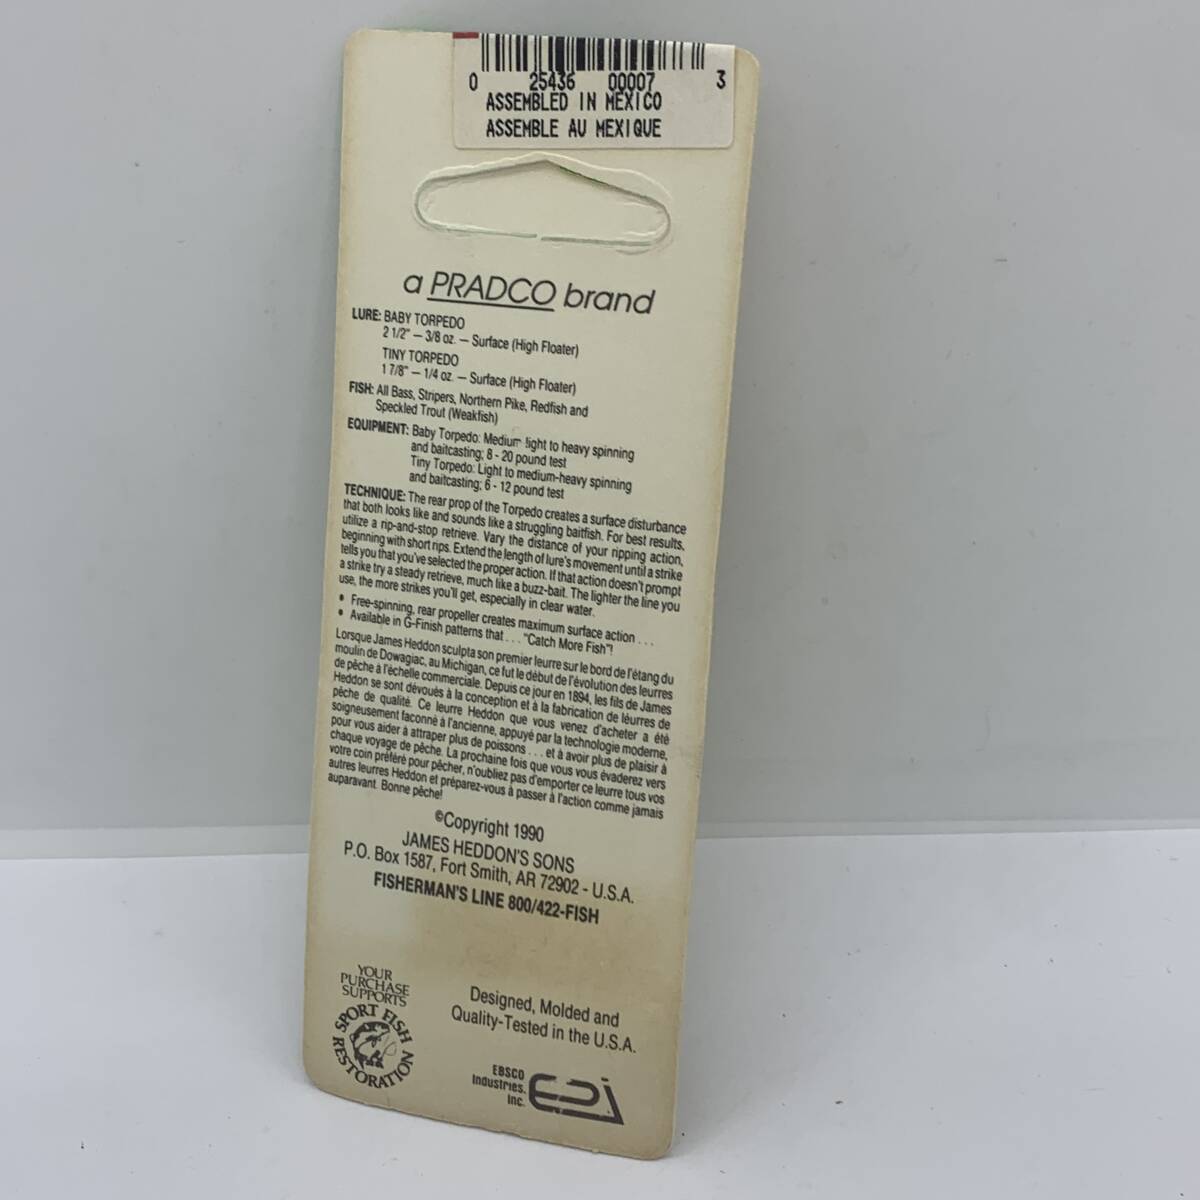 0 25436 00007 3
ASSEMBLED IN MEXICO
ASSEMBLE AU MEXIQUE
a PRADCO brand
LURE: BABY TORPEDO
2 1/2" – 3/8 oz. – Surface (High Floater)
TINY TORPEDO
1 7/8" – 1/4 oz. – Surface (High Floater)
FISH: All Bass, Stripers, Northern Pike, Redfish and
Speckled Trout (Weakfish)
EQUIPMENT: Baby Torpedo: Medium light to heavy spinning
and baitcasting; 8 - 20 pound test
Tiny Torpedo: Light to medium-heavy spinning
and baitcasting; 6 - 12 pound test
TECHNIQUE: The rear prop of the Torpedo creates a surface disturbance
that both looks like and sounds like a struggling baitfish. For best results,
utilize a rip-and-stop retrieve. Vary the distance of your ripping action,
beginning with short rips. Extend the length of lure's movement until a strike
tells you that you've selected the proper action. If that action doesn't prompt
a strike try a steady retrieve, much like a buzz-bait. The lighter the line you
use, the more strikes you'll get, especially in clear water.
• Free-spinning, rear propeller creates maximum surface action . . .
• Available in G-Finish patterns that . . . "Catch More Fish"!
Lorsque James Heddon sculpta son premier leurre sur le bord de l'étang du
moulin de Dowagiac, au Michigan, ce fut le début de l'évolution des leurres
de pêche à l'échelle commerciale. Depuis ce jour en 1894, les fils de James
Heddon se sont dévoués à la conception et à la fabrication de léurres de
pêche de qualité. Ce leurre Heddon que vous venez d'acheter a été
soigneusement faconné à l'ancienne, appuyé par la technologie moderne,
pour vous aider à attraper plus de poissons . . . et à avoir plus de plaisir à
chaque voyage de pêche. La prochaine fois que vous vous évaderez vers
votre coin préféré pour pêcher, n'oubliez pas d'emporter ce leurre tous vos
autres leurres Heddon et préparez-vous à passer à l'action comme jamais
auparavant. Bonne pêche!
©Copyright 1990
JAMES HEDDON'S SONS
P.O. Box 1587, Fort Smith, AR 72902 - U.S.A.
FISHERMAN'S LINE 800/422-FISH
YOUR
PURCHASE
SUPPORTS
SPORT FISH
RESTORATION
Designed, Molded and
Quality-Tested in the U.S.A.
EBSCO
Industries,
Inc.